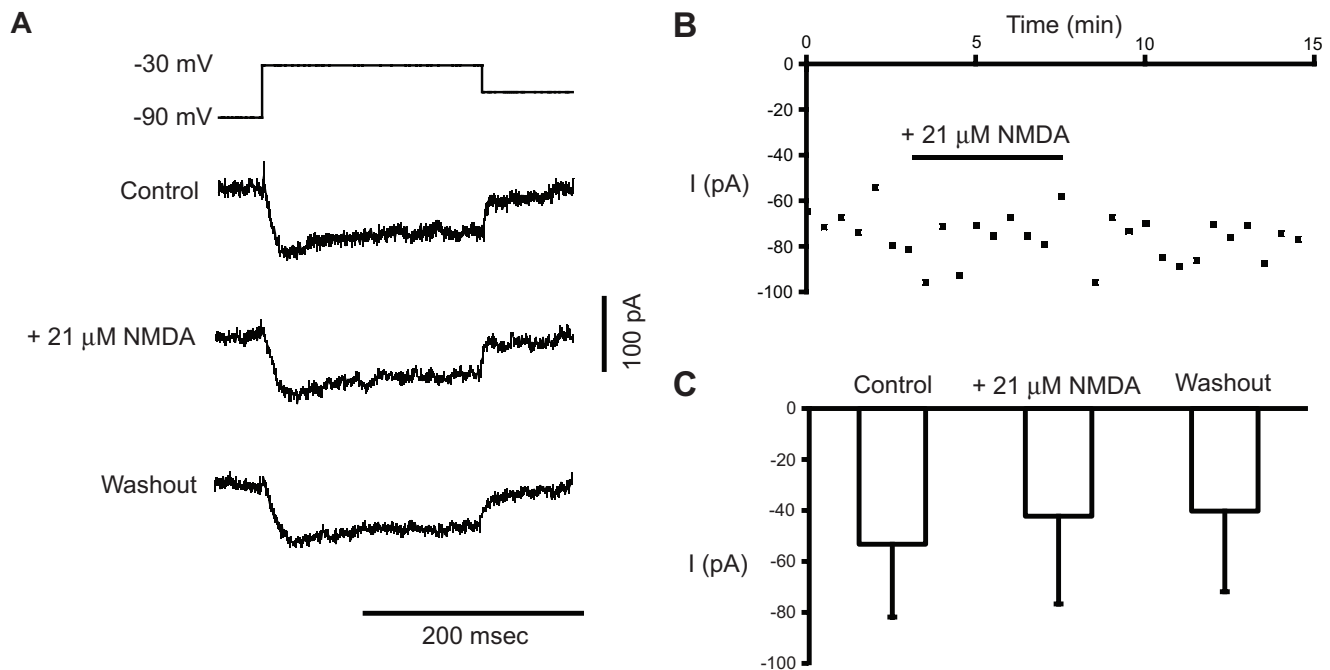 A
-30 mV
-90 mV
Control
+ 21 μM NMDA
100 pA
Washout
200 msec
B
Time (min)
0 5 10 15
0
-20
-40
-60
-80
-100
I (pA)
+ 21 μM NMDA
C
Control + 21 μM NMDA Washout
0
-20
-40
-60
-80
-100
I (pA)